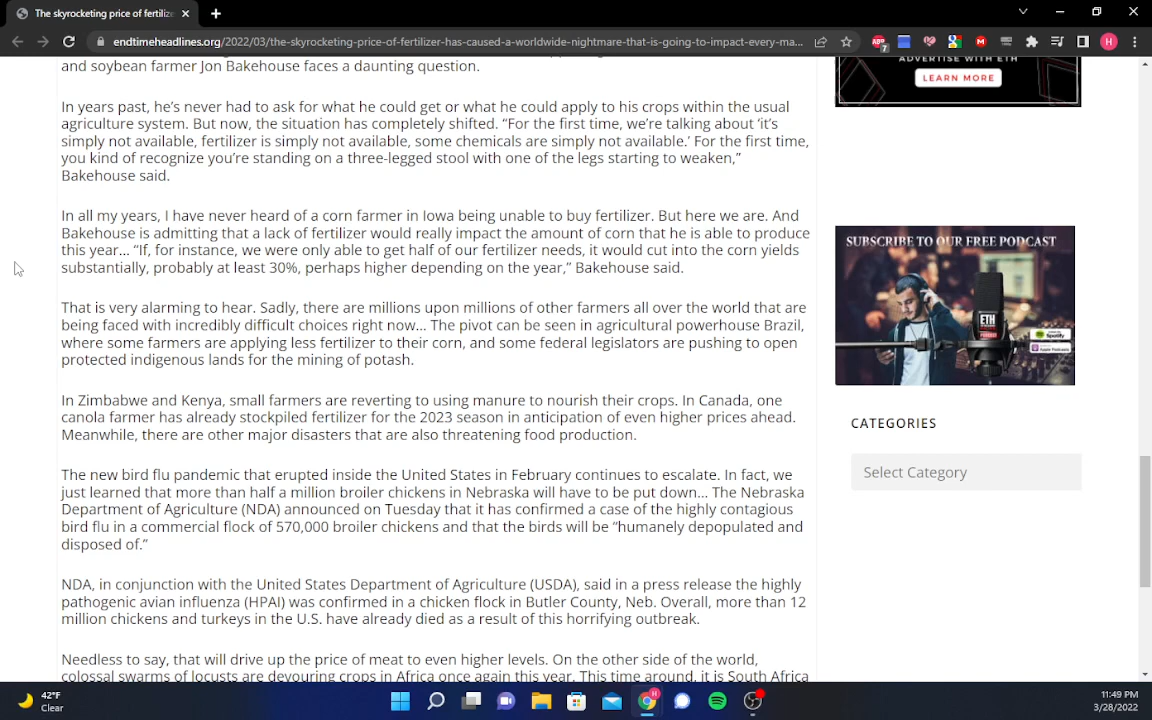 The skyrocketing price of fertiliz
endtimeheadlines.org/2022/03/the-skyrocketing-price-of-fertilizer-has-caused-a-worldwide-nightmare-that-is-going-to-impact-every-ma...
7
H
and soybean farmer Jon Bakehouse faces a daunting question.
In years past, he's never had to ask for what he could get or what he could apply to his crops within the usual
agriculture system. But now, the situation has completely shifted. “For the first time, we're talking about ‘it's
simply not available, fertilizer is simply not available, some chemicals are simply not available.’ For the first time,
you kind of recognize you're standing on a three-legged stool with one of the legs starting to weaken,”
Bakehouse said.
In all my years, I have never heard of a corn farmer in Iowa being unable to buy fertilizer. But here we are. And
Bakehouse is admitting that a lack of fertilizer would really impact the amount of corn that he is able to produce
this year… “If, for instance, we were only able to get half of our fertilizer needs, it would cut into the corn yields
substantially, probably at least 30%, perhaps higher depending on the year,” Bakehouse said.
That is very alarming to hear. Sadly, there are millions upon millions of other farmers all over the world that are
being faced with incredibly difficult choices right now… The pivot can be seen in agricultural powerhouse Brazil,
where some farmers are applying less fertilizer to their corn, and some federal legislators are pushing to open
protected indigenous lands for the mining of potash.
In Zimbabwe and Kenya, small farmers are reverting to using manure to nourish their crops. In Canada, one
canola farmer has already stockpiled fertilizer for the 2023 season in anticipation of even higher prices ahead.
Meanwhile, there are other major disasters that are also threatening food production.
The new bird flu pandemic that erupted inside the United States in February continues to escalate. In fact, we
just learned that more than half a million broiler chickens in Nebraska will have to be put down… The Nebraska
Department of Agriculture (NDA) announced on Tuesday that it has confirmed a case of the highly contagious
bird flu in a commercial flock of 570,000 broiler chickens and that the birds will be “humanely depopulated and
disposed of.”
NDA, in conjunction with the United States Department of Agriculture (USDA), said in a press release the highly
pathogenic avian influenza (HPAI) was confirmed in a chicken flock in Butler County, Neb. Overall, more than 12
million chickens and turkeys in the U.S. have already died as a result of this horrifying outbreak.
Needless to say, that will drive up the price of meat to even higher levels. On the other side of the world,
colossal swarms of locusts are devouring crops in Africa once again this year. This time around, it is South Africa
ADVERTISE WITH ETH
LEARN MORE
SUBSCRIBE TO OUR FREE PODCAST
ETH
CATEGORIES
Select Category
42°F
Clear
11:49 PM
3/28/2022